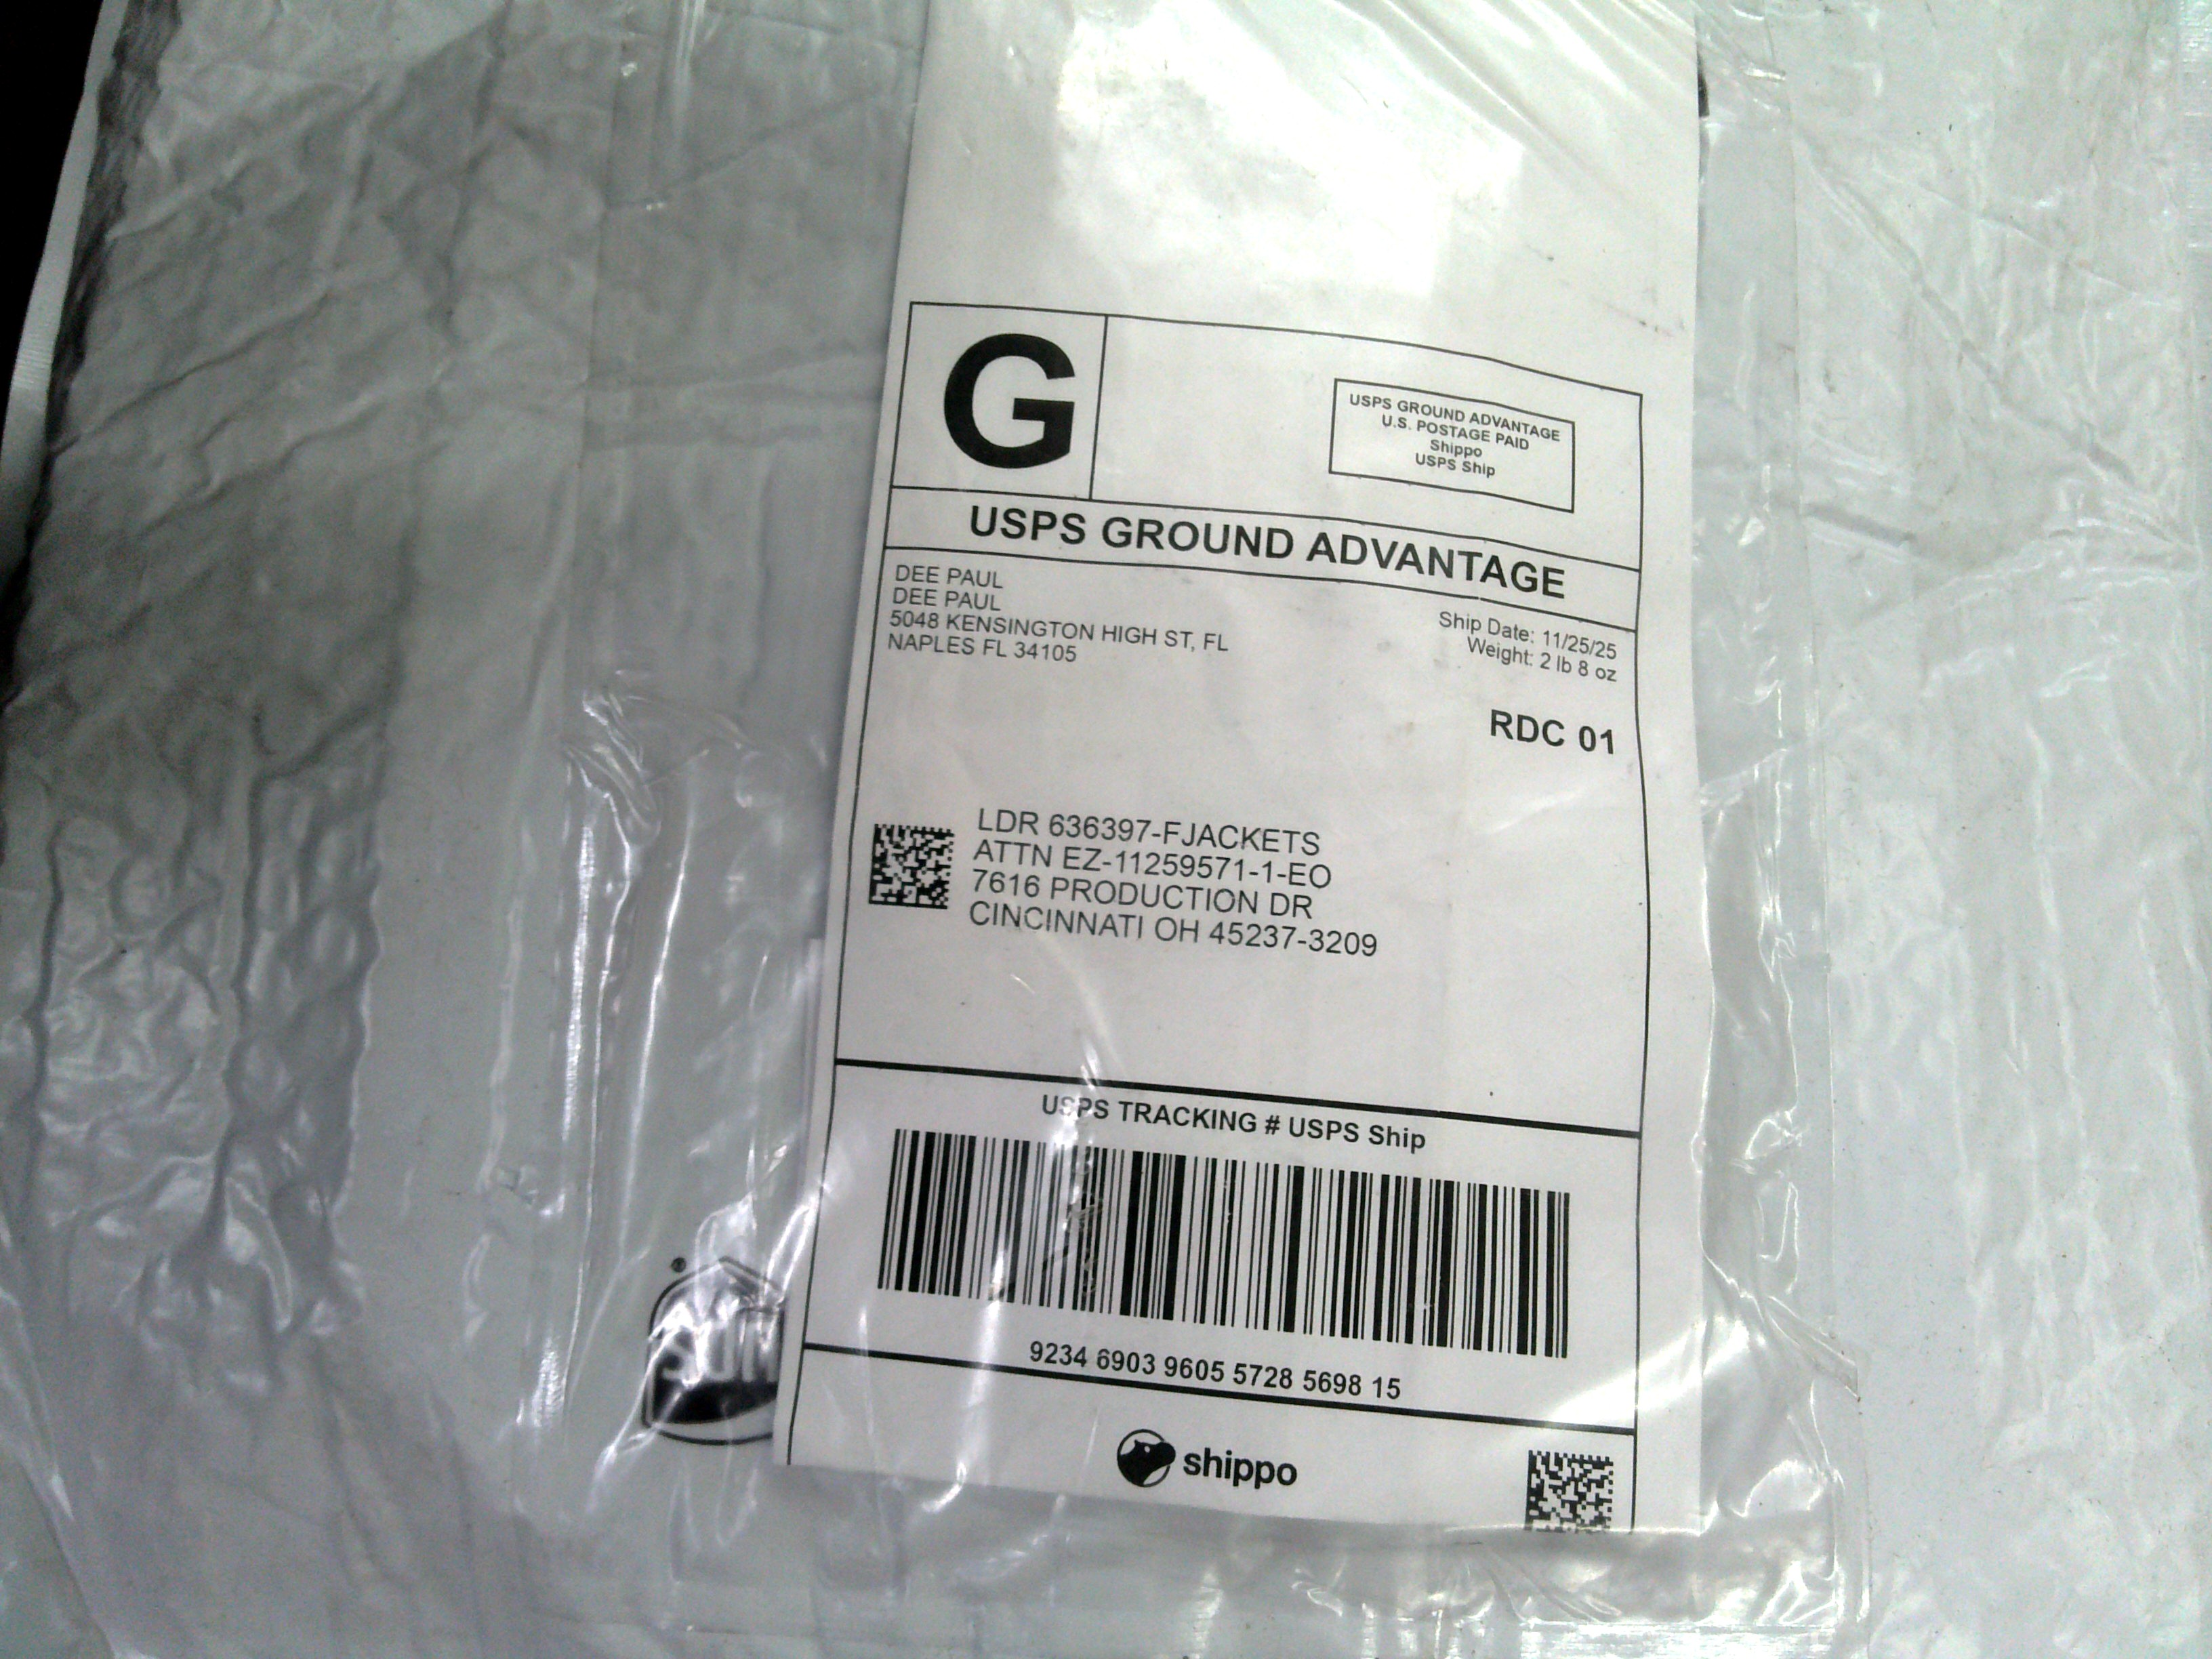 G
USPS GROUND ADVANTAGE
U.S. POSTAGE PAID
Shippo
USPS Ship
USPS GROUND ADVANTAGE
DEE PAUL
DEE PAUL
5048 KENSINGTON HIGH ST, FL
NAPLES FL 34105
Ship Date: 11/25/25
Weight: 2 lb 8 oz
RDC 01
LDR 636397-FJACKETS
ATTN EZ-11259571-1-EO
7616 PRODUCTION DR
CINCINNATI OH 45237-3209
USPS TRACKING # USPS Ship
9234 6903 9605 5728 5698 15
shippo